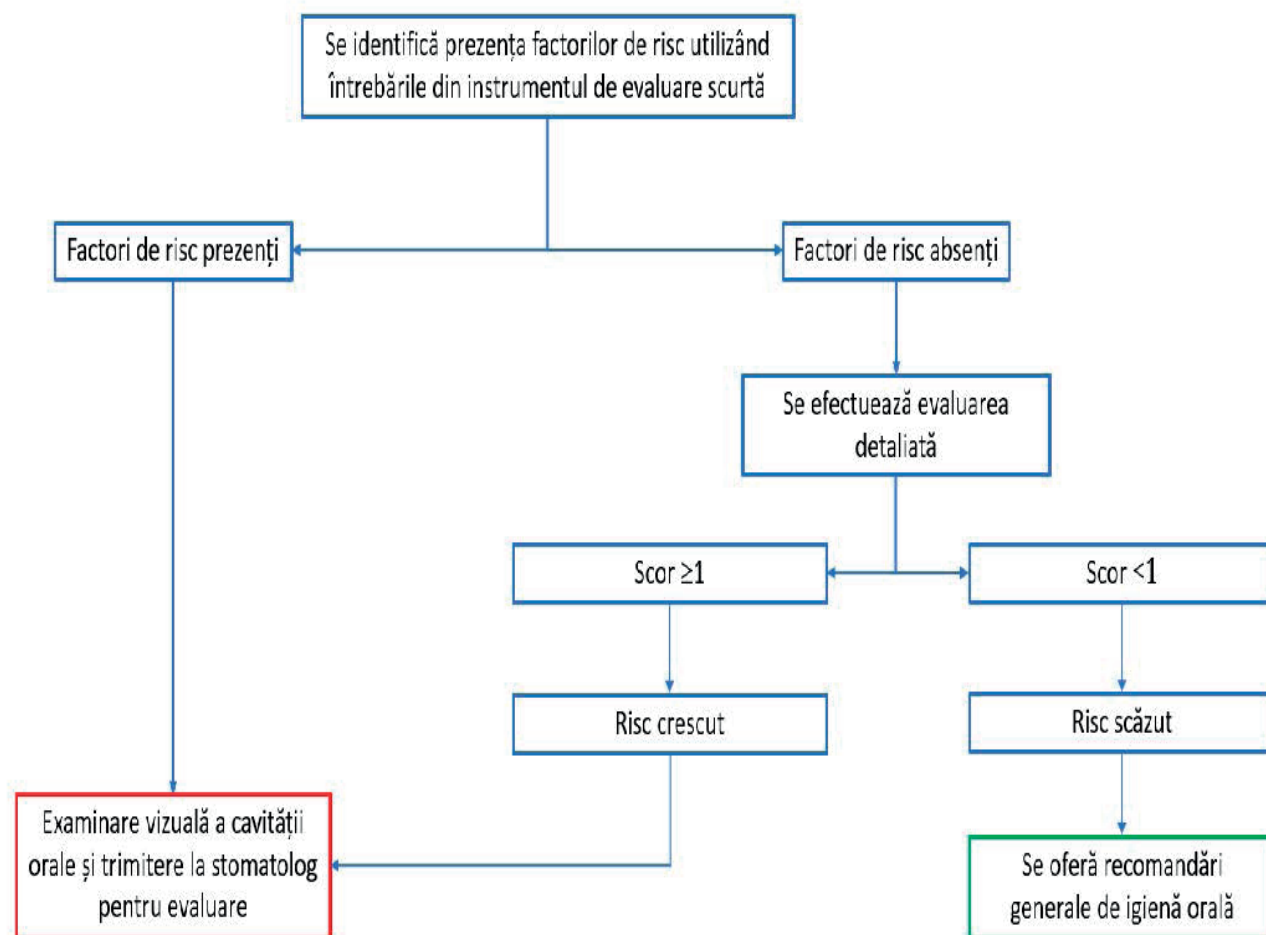 Se identifică prezența factorilor de risc utilizând
întrebările din instrumentul de evaluare scurtă
Factori de risc prezenți
Factori de risc absenți
Se efectuează evaluarea
detaliată
Scor ≥1
Scor <1
Risc crescut
Risc scăzut
Examinare vizuală a cavității
orale și trimitere la stomatolog
pentru evaluare
Se oferă recomandări
generale de igienă orală